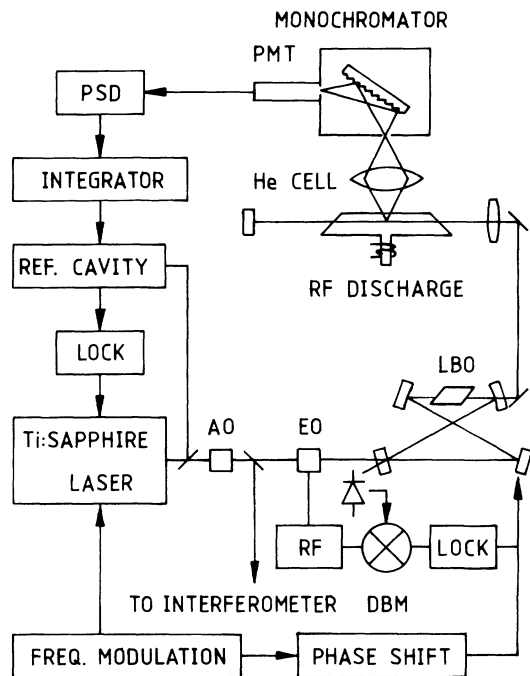 MONOCHROMATOR
PMT
PSD
INTEGRATOR
He CELL
REF. CAVITY
RF DISCHARGE
LOCK
LBO
Ti:SAPPHIRE
LASER
AO
EO
RF
LOCK
TO INTERFEROMETER
DBM
FREQ. MODULATION
PHASE SHIFT